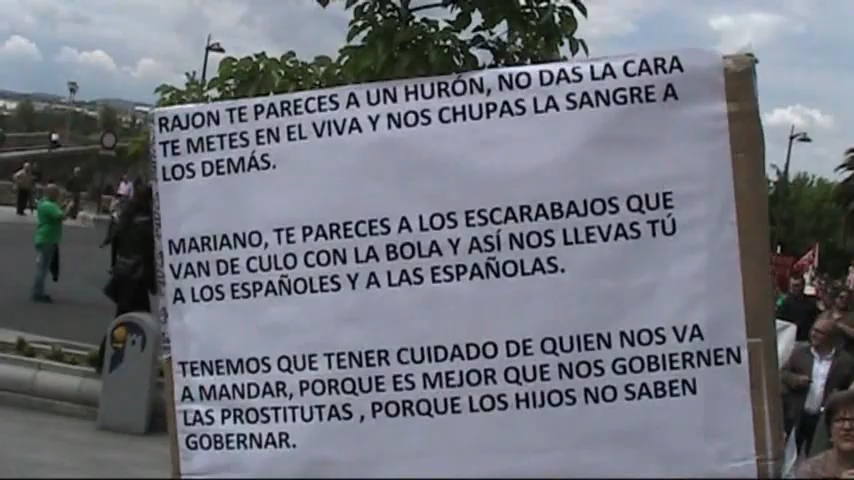 RAJON TE PARECES A UN HURÓN, NO DAS LA CARA
TE METES EN EL VIVA Y NOS CHUPAS LA SANGRE A
LOS DEMÁS.
MARIANO, TE PARECES A LOS ESCARABAJOS QUE
VAN DE CULO CON LA BOLA Y ASÍ NOS LLEVAS TÚ
A LOS ESPAÑOLES Y A LAS ESPAÑOLAS.
TENEMOS QUE TENER CUIDADO DE QUIEN NOS VA
A MANDAR, PORQUE ES MEJOR QUE NOS GOBIERNEN
LAS PROSTITUTAS , PORQUE LOS HIJOS NO SABEN
GOBERNAR.